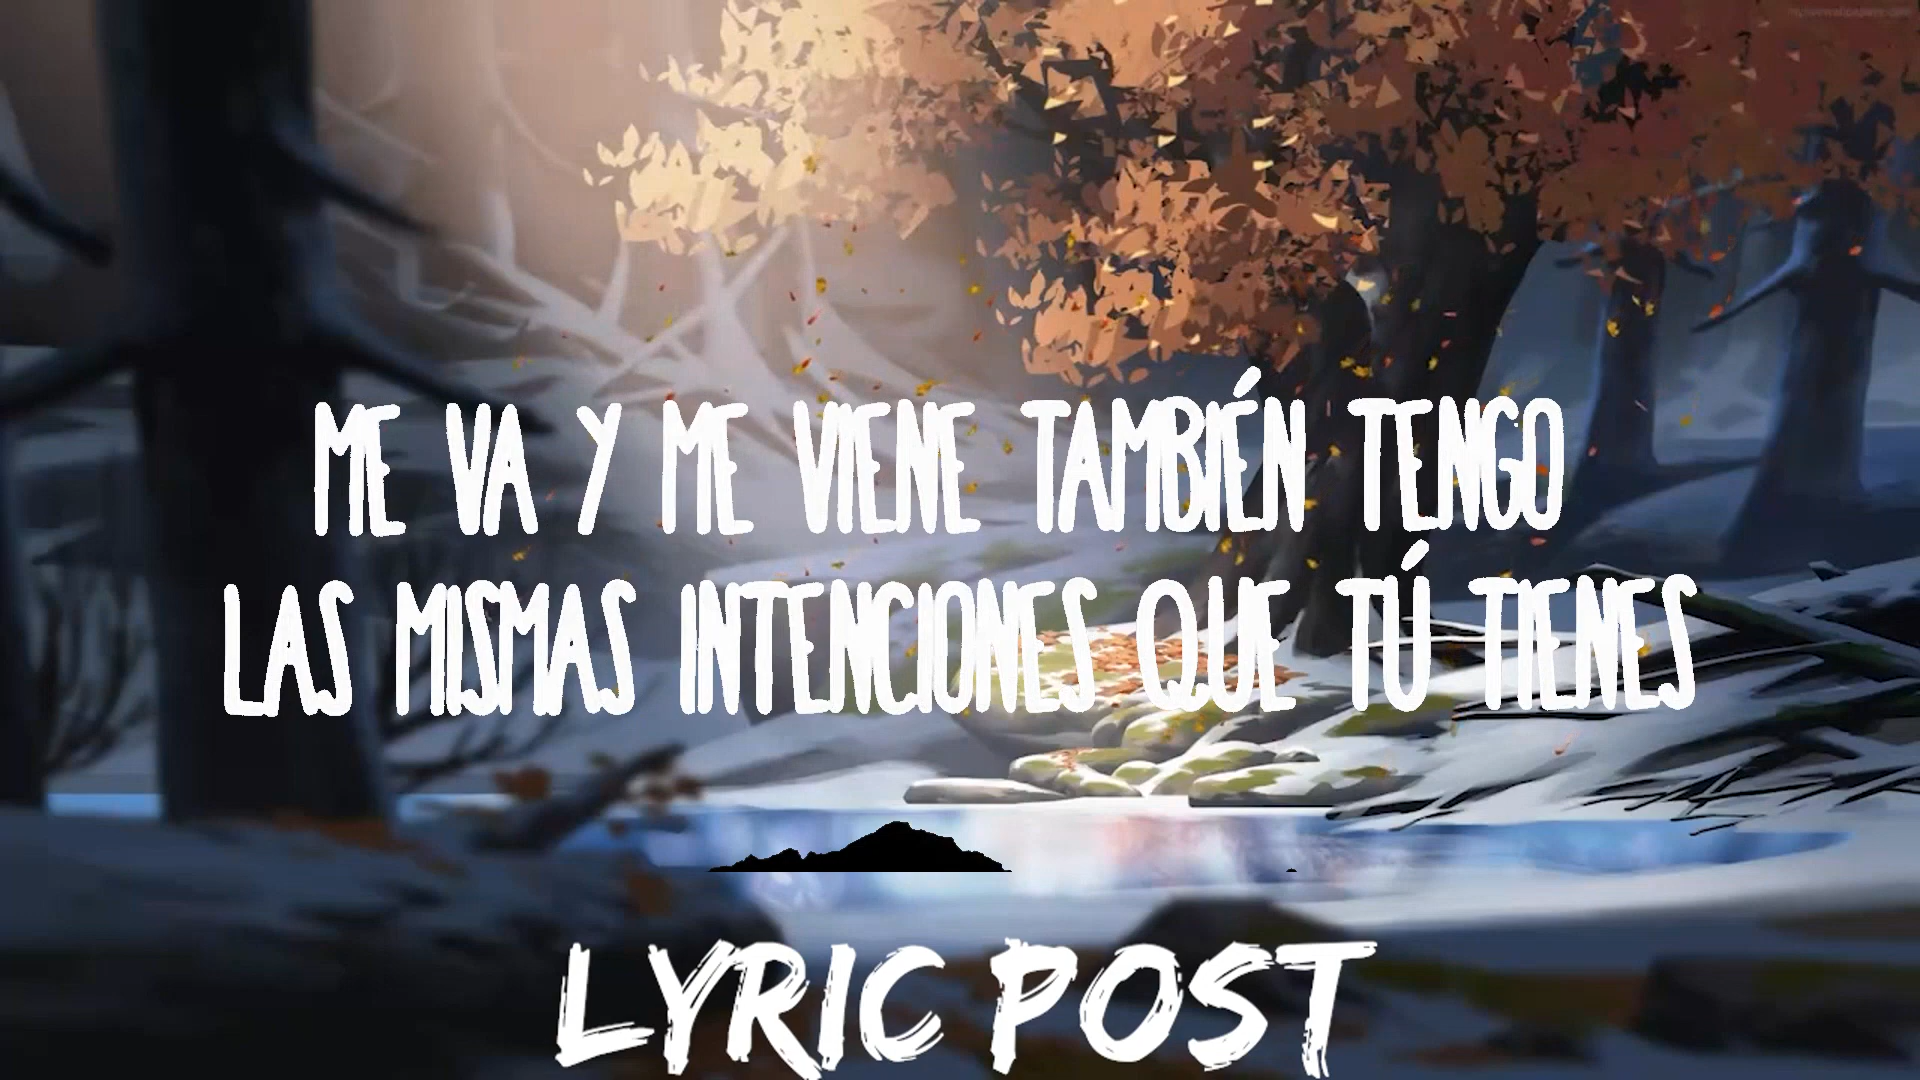 ME VA Y ME VIENE TAMBIÉN TENGO
LAS MISMAS INTENCIONES QUE TÚ TIENES
LYRIC POST